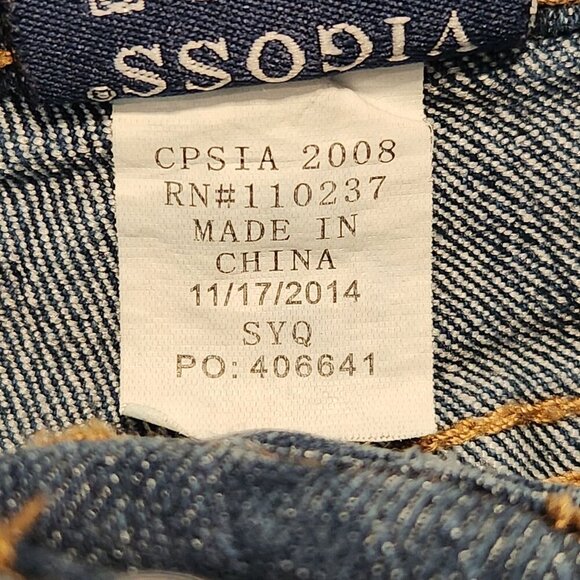 VIGOSS®
CPSIA 2008
RN#110237
MADE IN
CHINA
11/17/2014
SYQ
PO: 406641